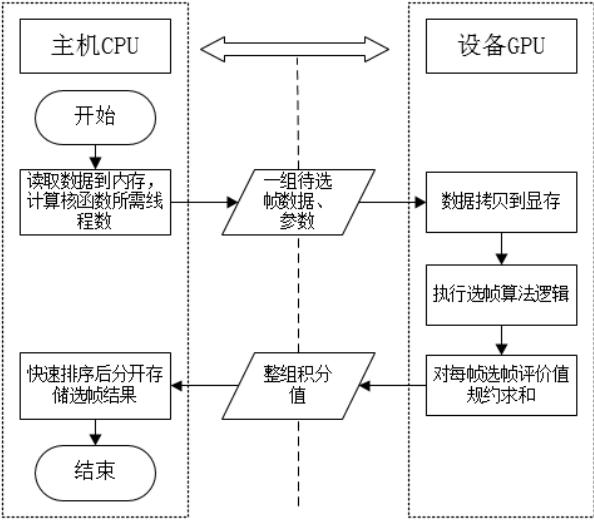 主机CPU
设备GPU
开始
读取数据到内存，
计算核函数所需线
程数
一组待选
帧数据、
参数
数据拷贝到显存
执行选帧算法逻辑
对每帧选帧评价值
规约求和
整组积分
值
快速排序后分开存
储选帧结果
结束